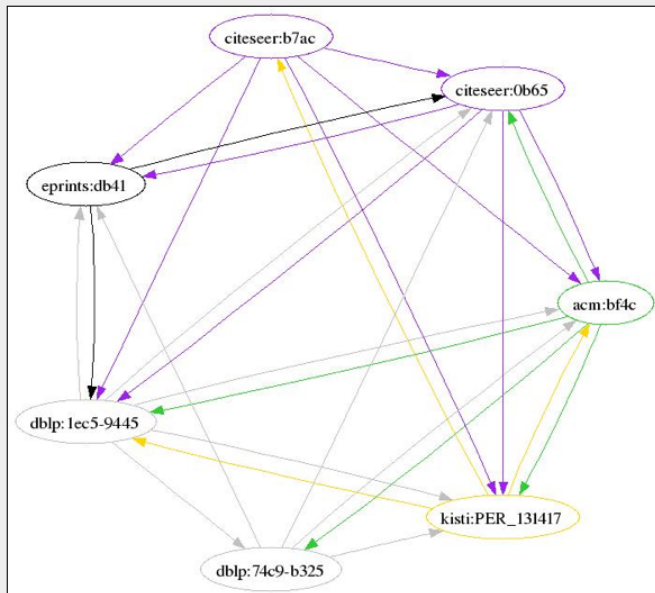 citeseer:b7ac
citeseer:0b65
eprints:db41
acm:bf4c
dblp:1ec5-9445
kisti:PER_131417
dblp:74c9-b325